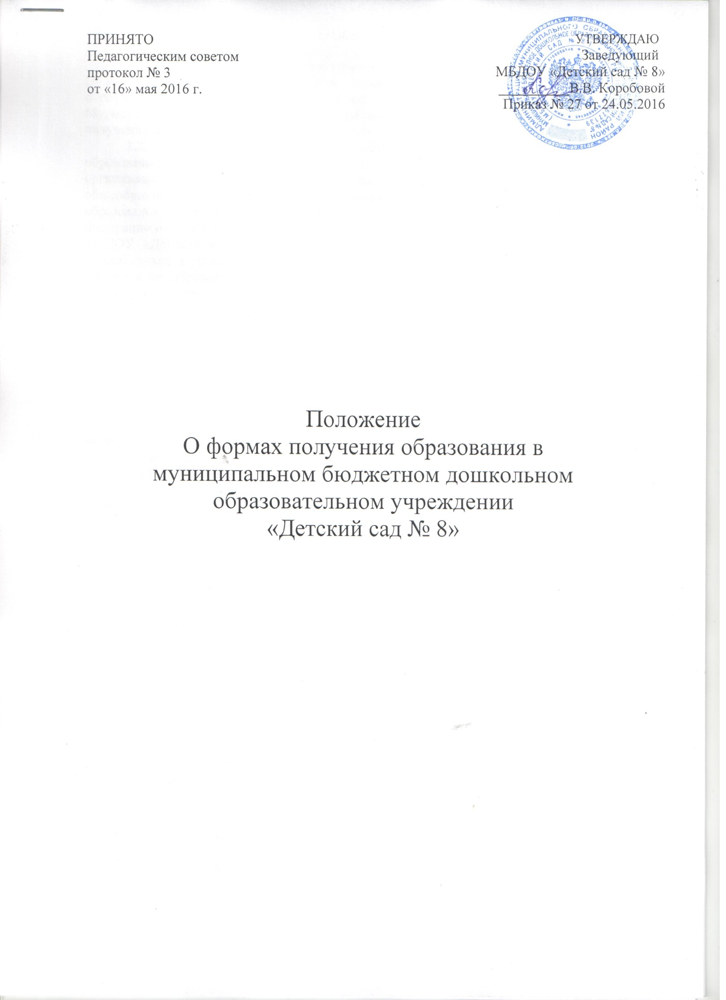 ПРИНЯТО
Педагогическим советом
протокол № 3
от «16» мая 2016 г.
УТВЕРЖДАЮ
Заведующий
МБДОУ «Детский сад № 8»
__________В.В. Коробовой
Приказ № 27 от 24.05.2016
Положение
О формах получения образования в
муниципальном бюджетном дошкольном
образовательном учреждении
«Детский сад № 8»